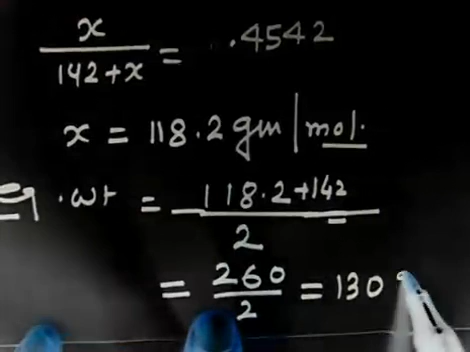 x / 142+x = .4542
x = 118.2 gm/mol.
Eq.wt = 118.2+142 / 2
= 260 / 2 = 130